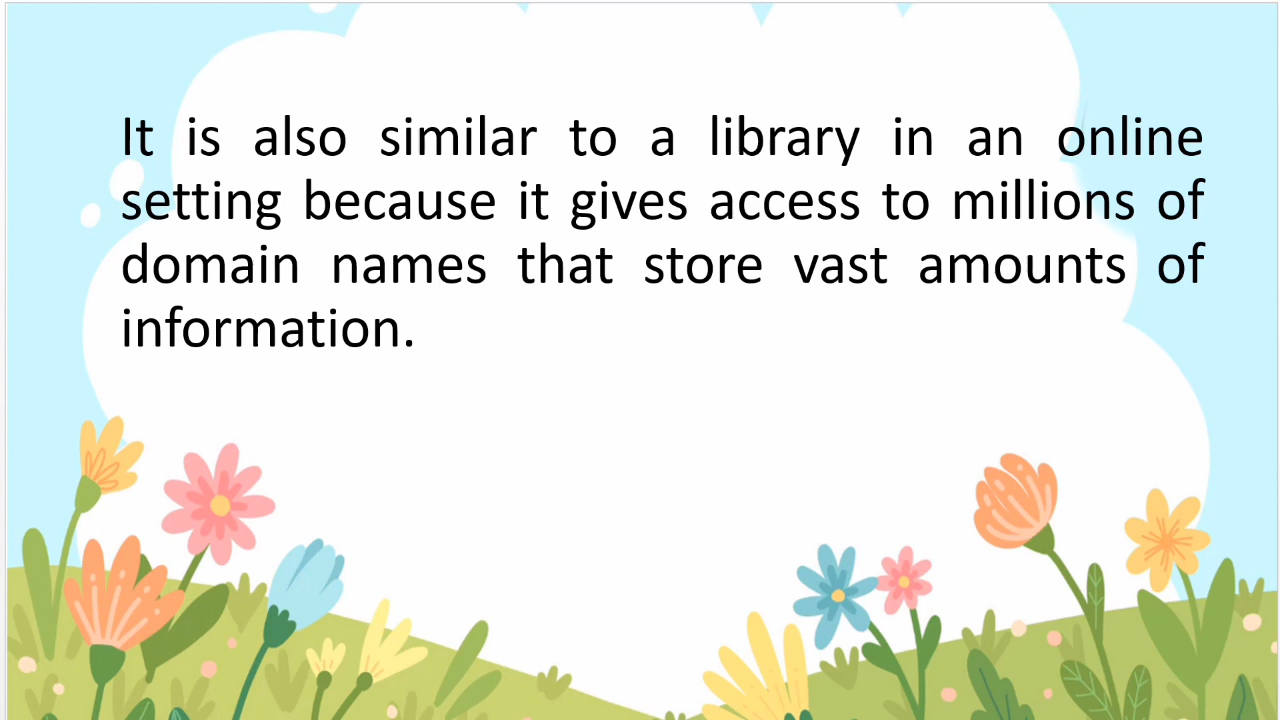 It is also similar to a library in an online
setting because it gives access to millions of
domain names that store vast amounts of
information.